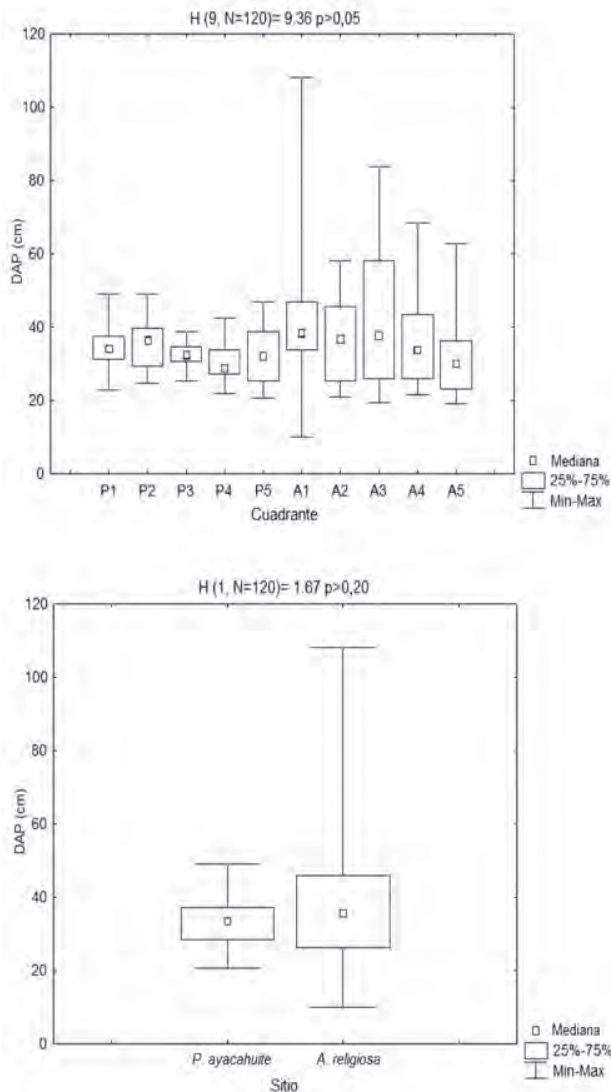 H (9, N=120)= 9.36 p>0,05
120
100
80
60
40
20
0
DAP (cm)
P1 P2 P3 P4 P5 A1 A2 A3 A4 A5
Cuadrante
Mediana
25%-75%
Min-Max
H (1, N=120)= 1.67 p>0,20
120
100
80
60
40
20
0
DAP (cm)
P. ayacahuite A. religiosa
Sitio
Mediana
25%-75%
Min-Max